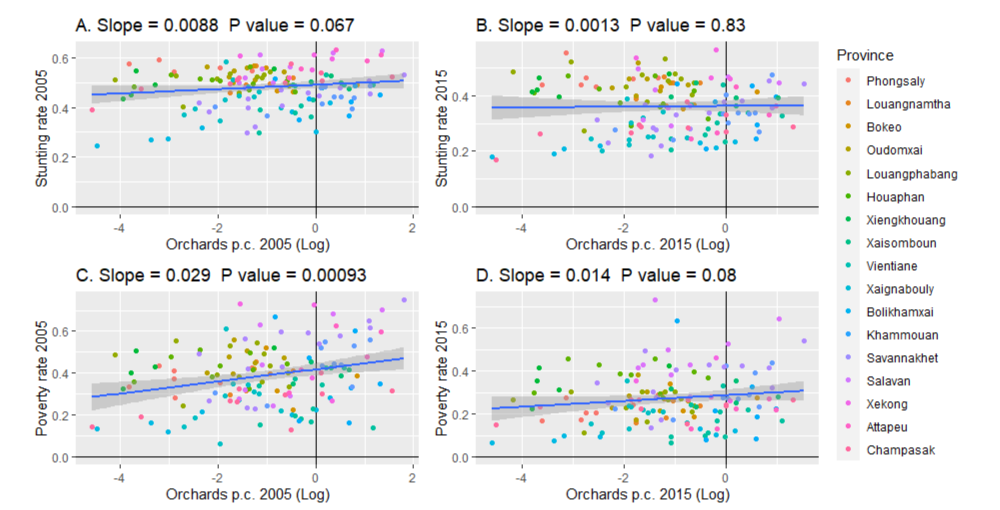 A. Slope = 0.0088 P value = 0.067
Stunting rate 2005
0.6
0.4
0.2
0.0
-4
-2
0
2
Orchards p.c. 2005 (Log)
B. Slope = 0.0013 P value = 0.83
Stunting rate 2015
0.4
0.2
0.0
-4
-2
0
Orchards p.c. 2015 (Log)
C. Slope = 0.029 P value = 0.00093
Poverty rate 2005
0.6
0.4
0.2
0.0
-4
-2
0
2
Orchards p.c. 2005 (Log)
D. Slope = 0.014 P value = 0.08
Poverty rate 2015
0.6
0.4
0.2
0.0
-4
-2
0
Orchards p.c. 2015 (Log)
Province
Phongsaly
Louangnamtha
Bokeo
Oudomxai
Louangphabang
Houaphan
Xiengkhouang
Xaisomboun
Vientiane
Xaignabouly
Bolikhamxai
Khammouan
Savannakhet
Salavan
Xekong
Attapeu
Champasak